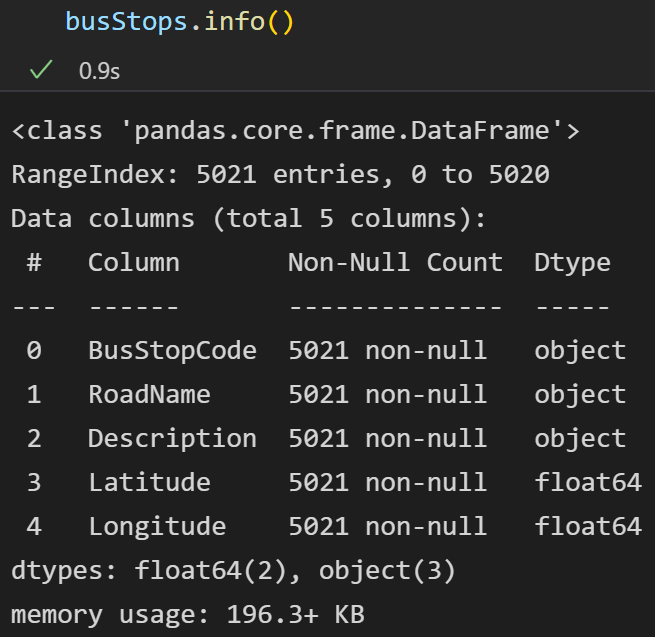 busStops.info()
0.9s
<class 'pandas.core.frame.DataFrame'>
RangeIndex: 5021 entries, 0 to 5020
Data columns (total 5 columns):
 #   Column       Non-Null Count  Dtype
---  ------       --------------  -----
 0   BusStopCode  5021 non-null   object
 1   RoadName     5021 non-null   object
 2   Description  5021 non-null   object
 3   Latitude     5021 non-null   float64
 4   Longitude    5021 non-null   float64
dtypes: float64(2), object(3)
memory usage: 196.3+ KB